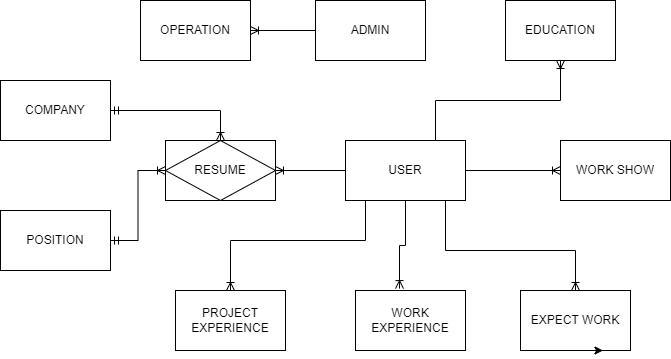 OPERATION
ADMIN
EDUCATION
COMPANY
RESUME
USER
WORK SHOW
POSITION
PROJECT
EXPERIENCE
WORK
EXPERIENCE
EXPECT WORK